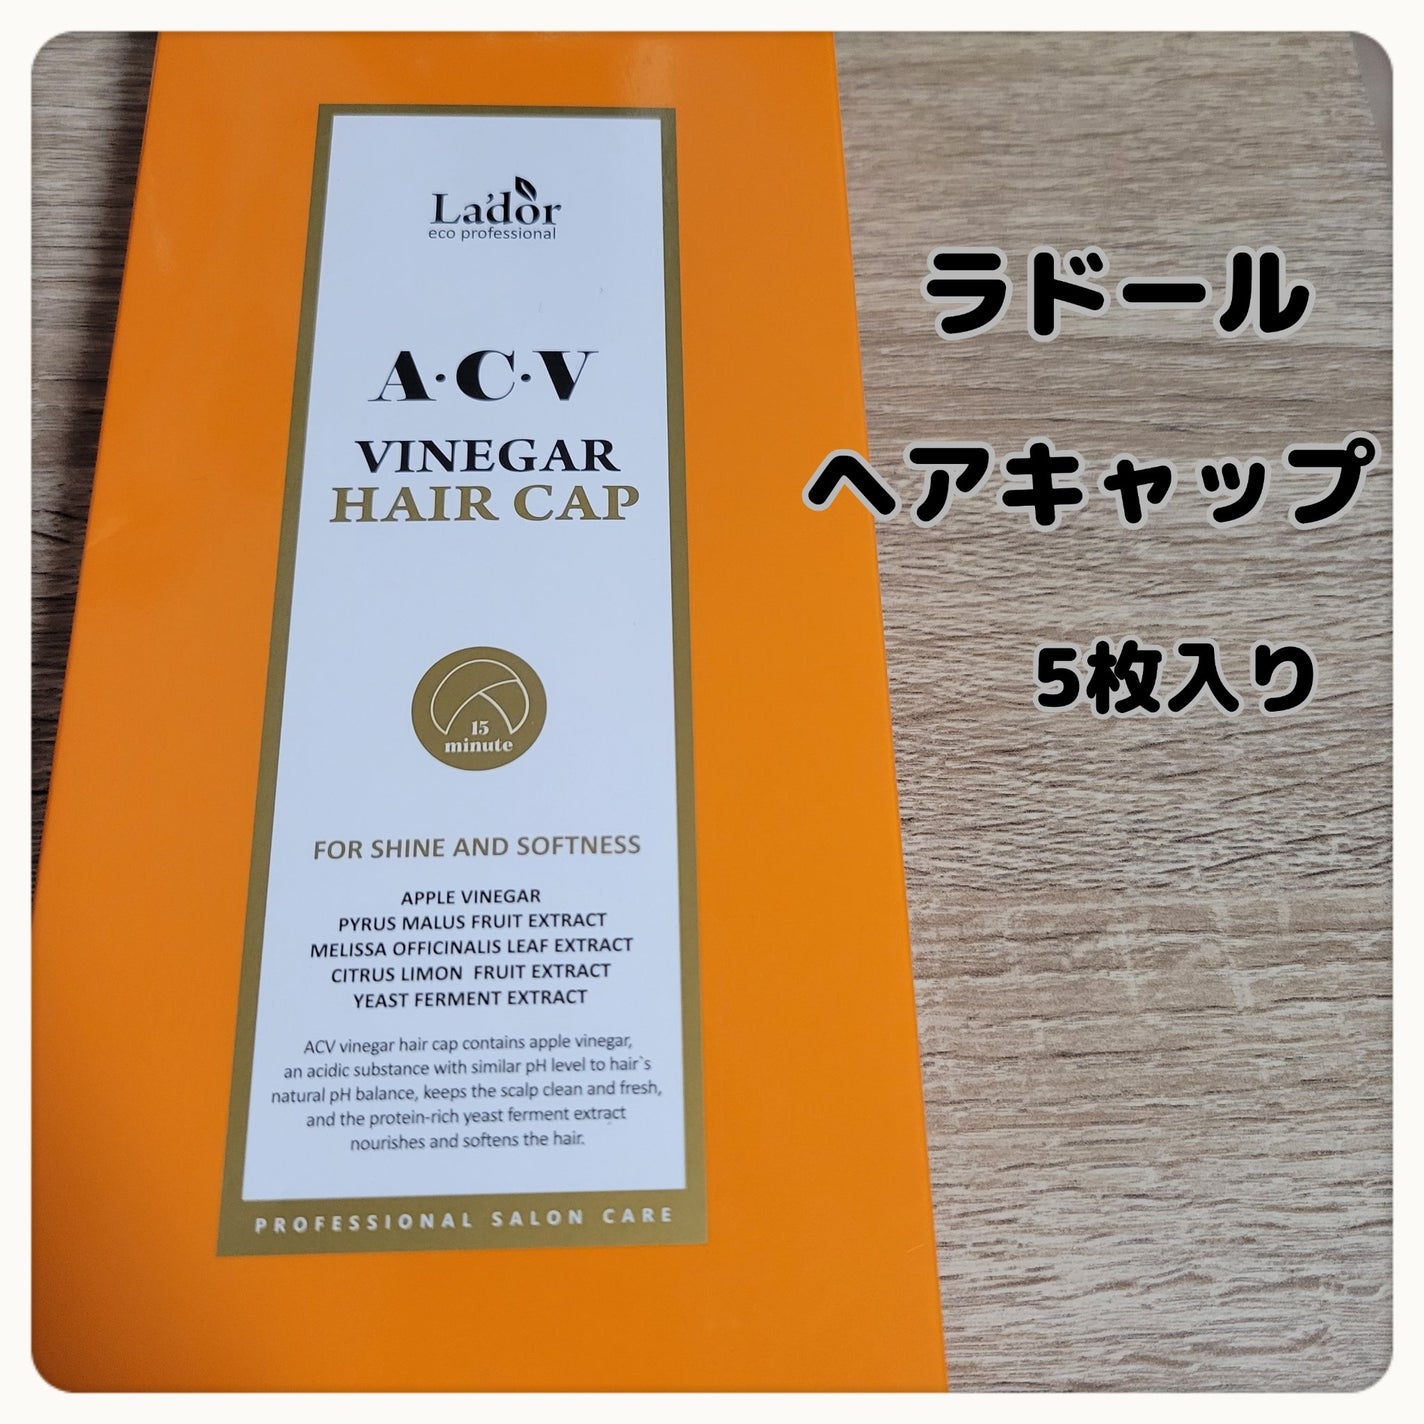 La'dor
eco professional
A·C·V
VINEGAR
HAIR CAP
15
minute
FOR SHINE AND SOFTNESS
APPLE VINEGAR
PYRUS MALUS FRUIT EXTRACT
MELISSA OFFICINALIS LEAF EXTRACT
CITRUS LIMON FRUIT EXTRACT
YEAST FERMENT EXTRACT
ACV vinegar hair cap contains apple vinegar,
an acidic substance with similar pH level to hair`s
natural pH balance, keeps the scalp clean and fresh,
and the protein-rich yeast ferment extract
nourishes and softens the hair.
PROFESSIONAL SALON CARE
ラドール
ヘアキャップ
5枚入り